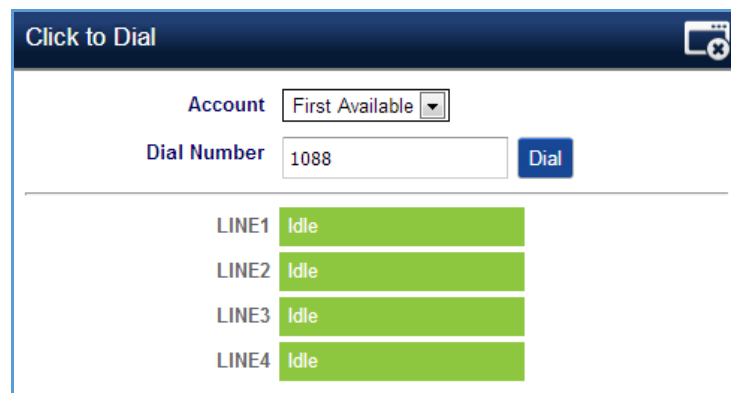 Click to Dial
Account First Available
Dial Number 1088 Dial
LINE1 Idle
LINE2 Idle
LINE3 Idle
LINE4 Idle